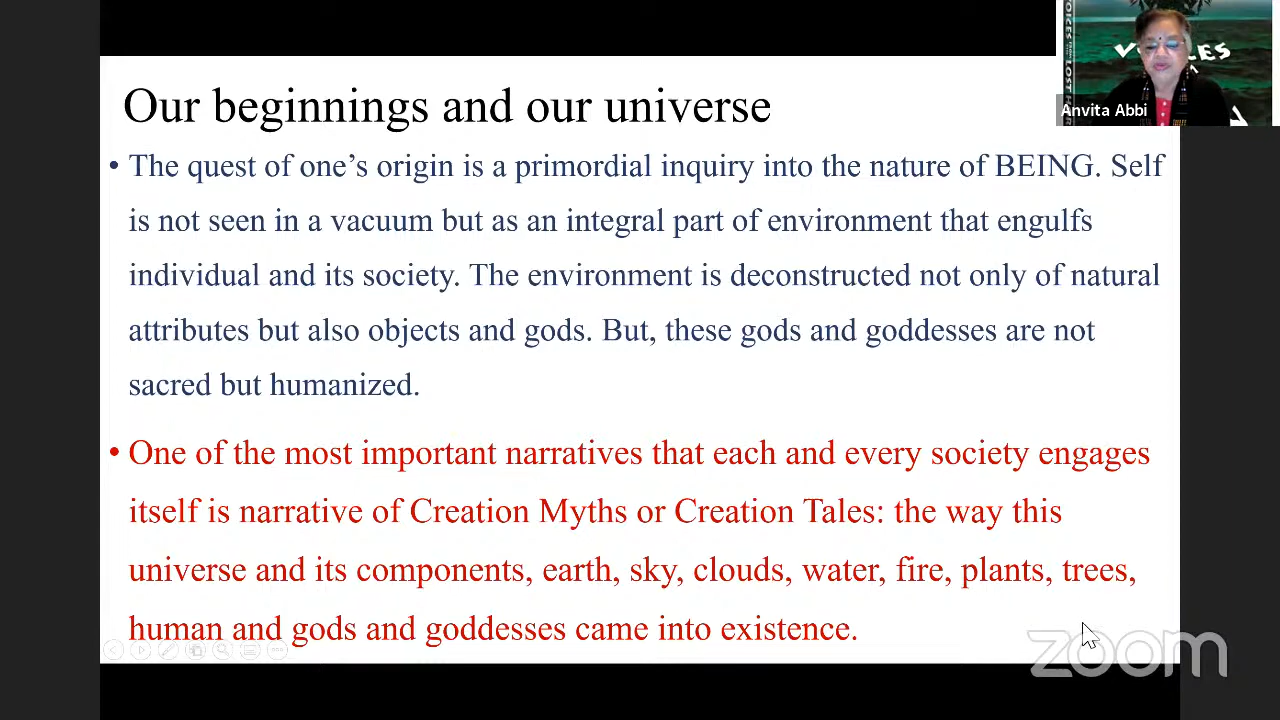 Our beginnings and our universe
• The quest of one’s origin is a primordial inquiry into the nature of BEING. Self
is not seen in a vacuum but as an integral part of environment that engulfs
individual and its society. The environment is deconstructed not only of natural
attributes but also objects and gods. But, these gods and goddesses are not
sacred but humanized.
• One of the most important narratives that each and every society engages
itself is narrative of Creation Myths or Creation Tales: the way this
universe and its components, earth, sky, clouds, water, fire, plants, trees,
human and gods and goddesses came into existence.
Anvita Abbi
zoom